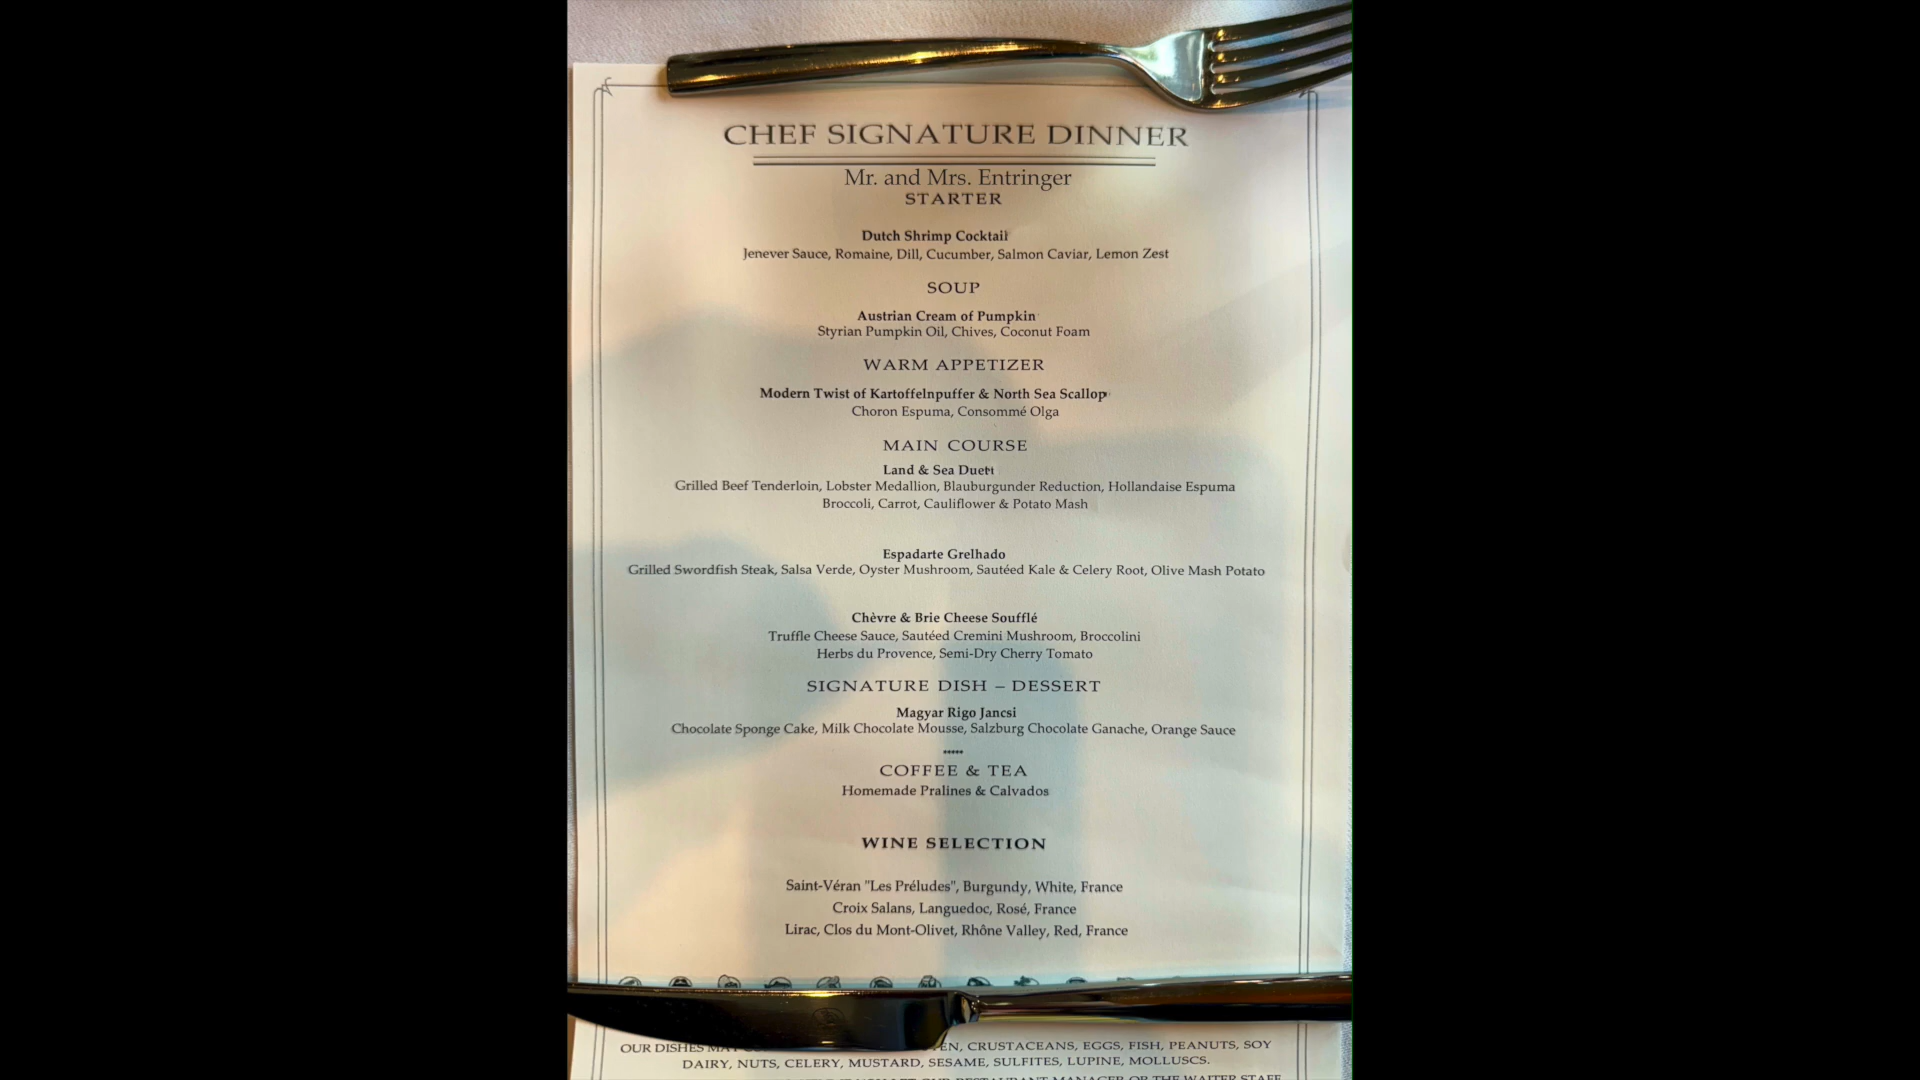 CHEF SIGNATURE DINNER
Mr. and Mrs. Entringer
STARTER
Dutch Shrimp Cocktail
Jenever Sauce, Romaine, Dill, Cucumber, Salmon Caviar, Lemon Zest
SOUP
Austrian Cream of Pumpkin
Styrian Pumpkin Oil, Chives, Coconut Foam
WARM APPETIZER
Modern Twist of Kartoffelnpuffer & North Sea Scallop
Choron Espuma, Consommé Olga
MAIN COURSE
Land & Sea Duett
Grilled Beef Tenderloin, Lobster Medallion, Blauburgunder Reduction, Hollandaise Espuma
Broccoli, Carrot, Cauliflower & Potato Mash
Espadarte Grelhado
Grilled Swordfish Steak, Salsa Verde, Oyster Mushroom, Sautéed Kale & Celery Root, Olive Mash Potato
Chèvre & Brie Cheese Soufflé
Truffle Cheese Sauce, Sautéed Cremini Mushroom, Broccolini
Herbs du Provence, Semi-Dry Cherry Tomato
SIGNATURE DISH – DESSERT
Magyar Rigo Jancsi
Chocolate Sponge Cake, Milk Chocolate Mousse, Salzburg Chocolate Ganache, Orange Sauce
*****
COFFEE & TEA
Homemade Pralines & Calvados
WINE SELECTION
Saint-Véran "Les Préludes", Burgundy, White, France
Croix Salans, Languedoc, Rosé, France
Lirac, Clos du Mont-Olivet, Rhône Valley, Red, France
OUR DISHES CRUSTACEANS, EGGS, FISH, PEANUTS, SOY
DAIRY, NUTS, CELERY, MUSTARD, SESAME, SULFITES, LUPINE, MOLLUSCS.
RESTAURANT MANAGER OR THE WAITER STAFF